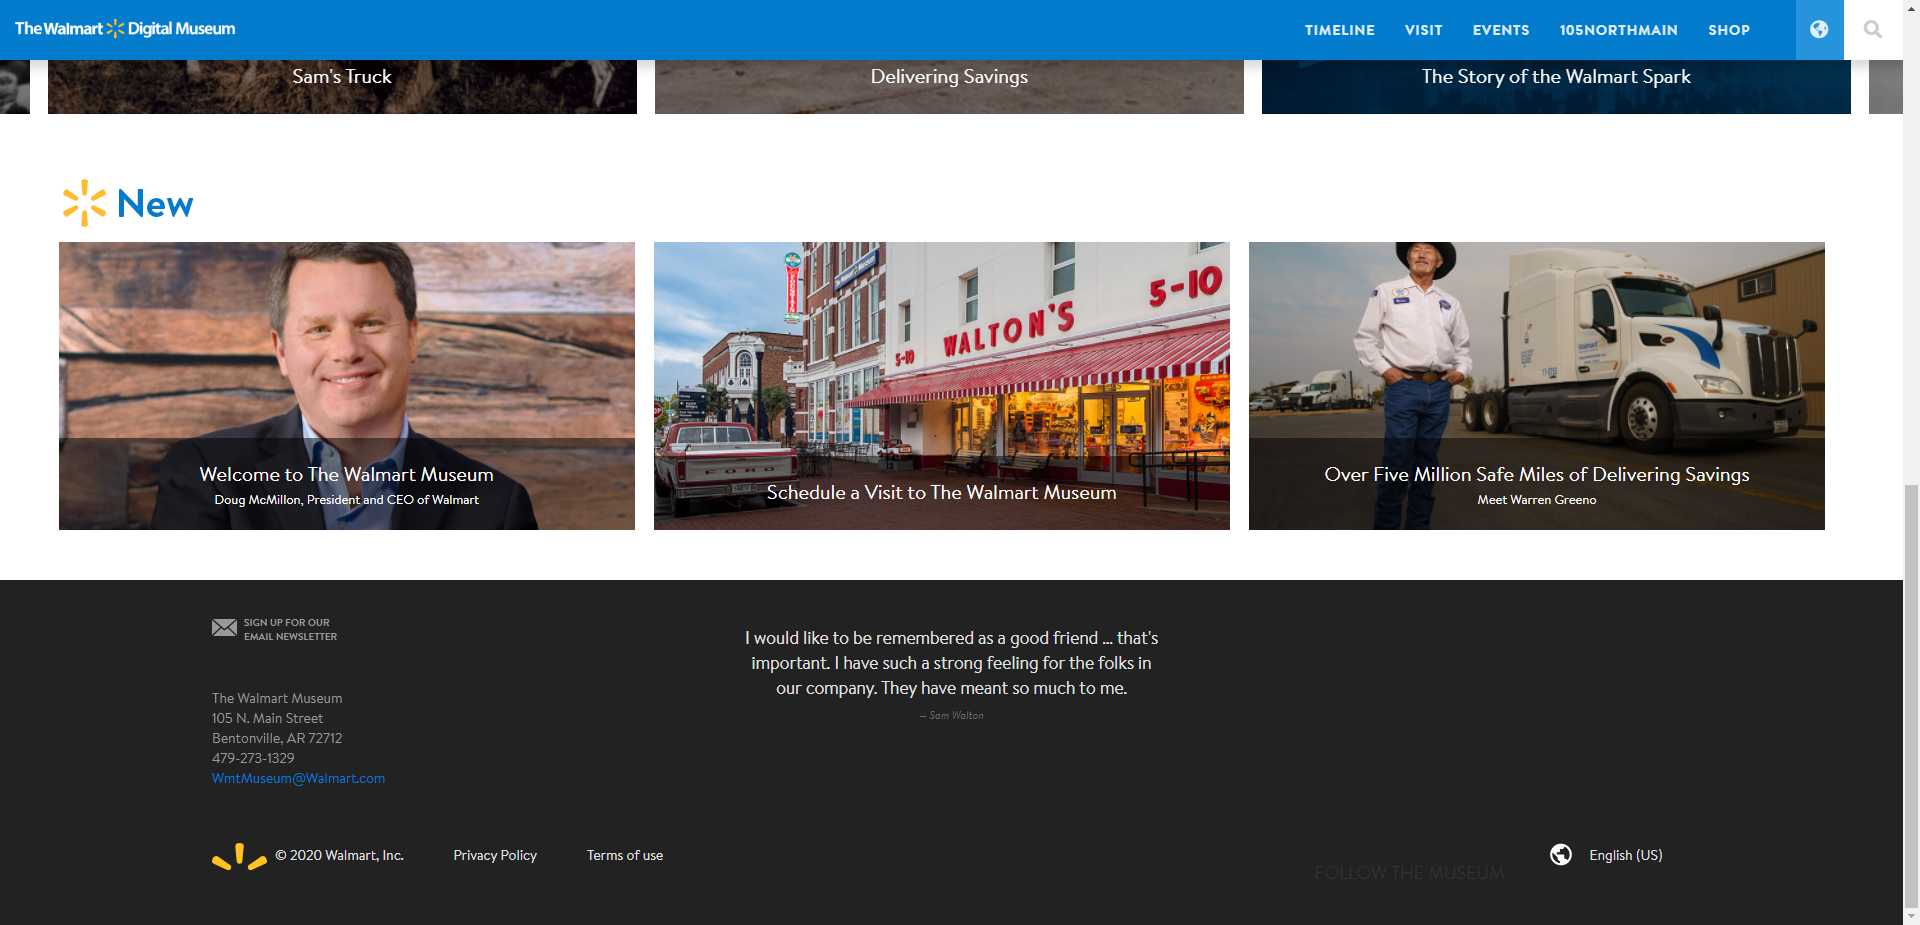 The Walmart Digital Museum
TIMELINE
VISIT
EVENTS
105NORTHMAIN
SHOP
Sam's Truck
Delivering Savings
The Story of the Walmart Spark
New
WALTON'S
5-10
5-10
FORD
Welcome to The Walmart Museum
Doug McMillon, President and CEO of Walmart
Schedule a Visit to The Walmart Museum
Over Five Million Safe Miles of Delivering Savings
Meet Warren Greeno
SIGN UP FOR OUR
EMAIL NEWSLETTER
I would like to be remembered as a good friend ... that's
important. I have such a strong feeling for the folks in
our company. They have meant so much to me.
— Sam Walton
The Walmart Museum
105 N. Main Street
Bentonville, AR 72712
479-273-1329
WmtMuseum@Walmart.com
© 2020 Walmart, Inc.
Privacy Policy
Terms of use
FOLLOW THE MUSEUM
English (US)